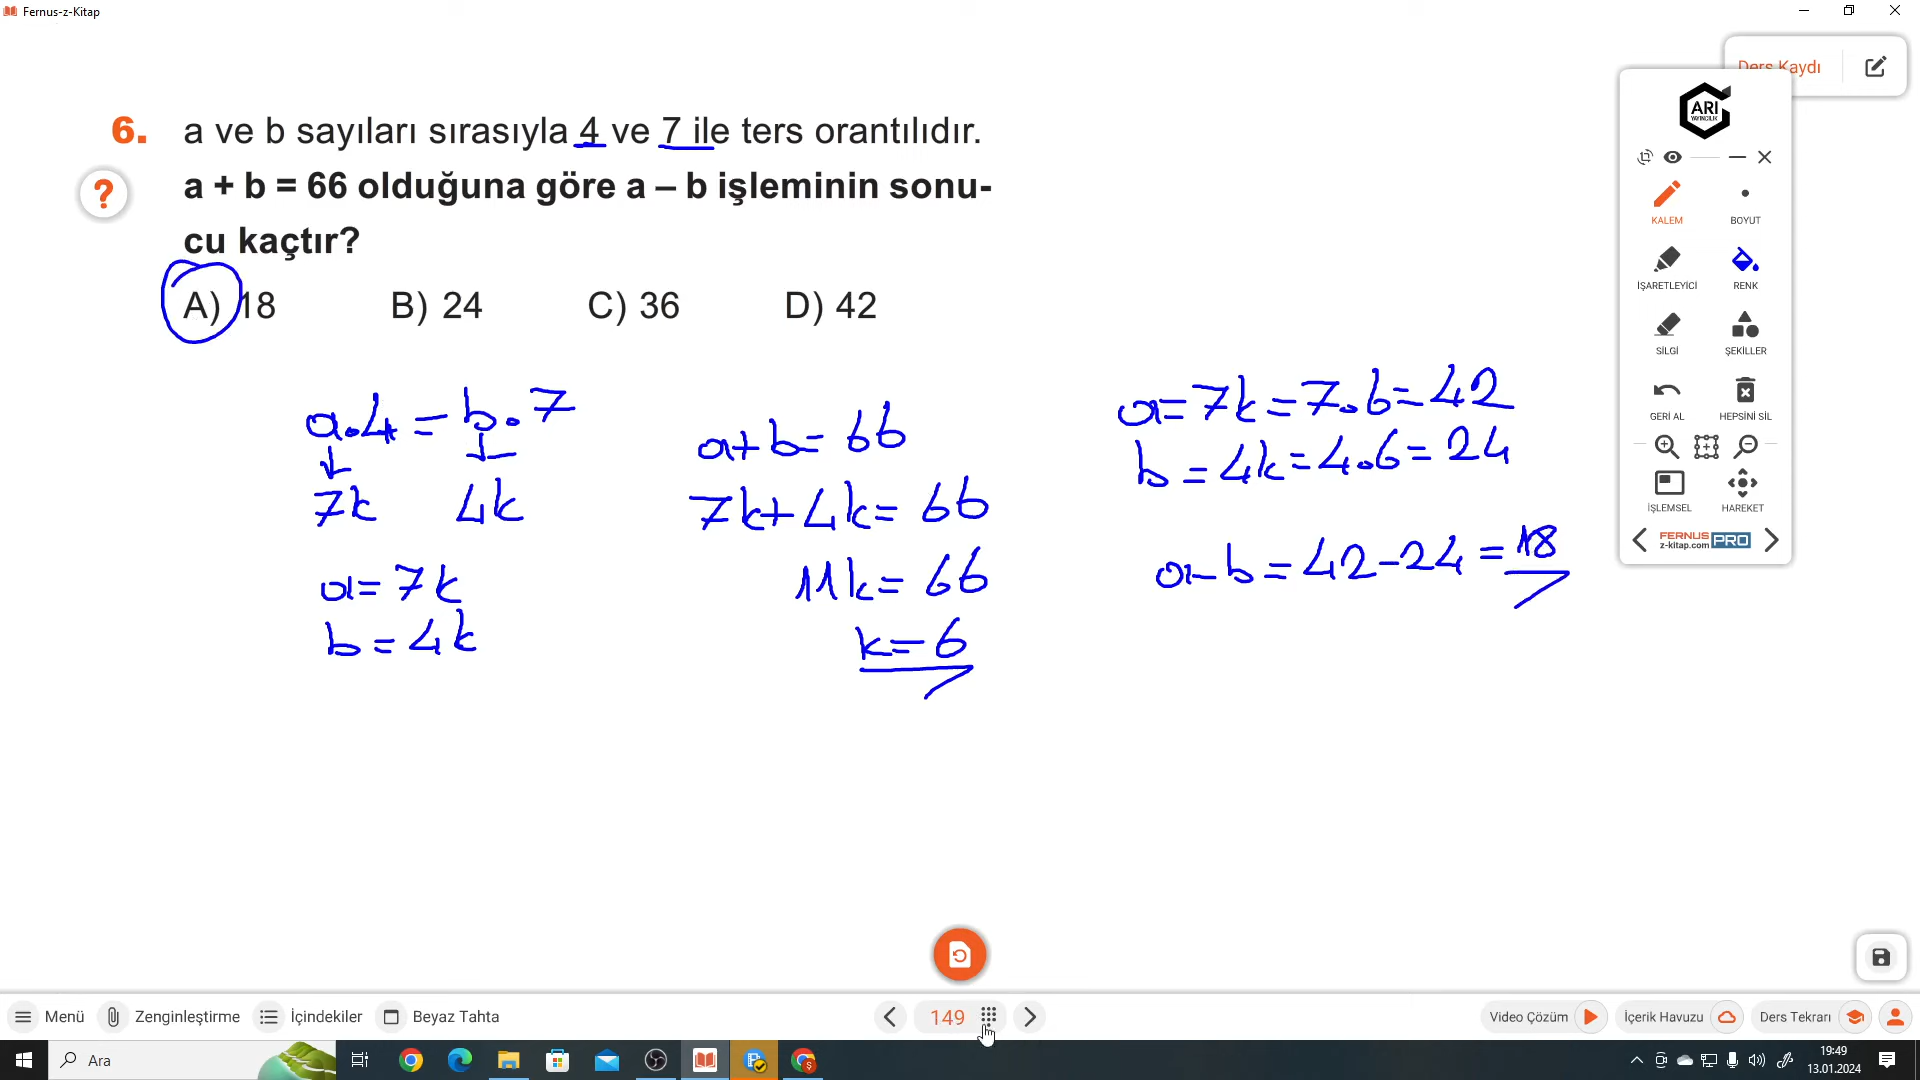 Fernus-z-Kitap
Ders Kaydı
6. a ve b sayıları sırasıyla 4 ve 7 ile ters orantılıdır.
? a + b = 66 olduğuna göre a – b işleminin sonu-
cu kaçtır?
A) 18 B) 24 C) 36 D) 42
a.4 = b.7
7k 4k
a = 7k
b = 4k
a+b= 66
7k+4k= 66
11k= 66
k= 6
a= 7k = 7.6= 42
b = 4k= 4.6= 24
a-b = 42-24 = 18
ARI
YAYINCILIK
KALEM BOYUT
İŞARETLEYİCİ RENK
SİLGİ ŞEKİLLER
GERİ AL HEPSİNİ SİL
İŞLEMSEL HAREKET
FERNUS
z-kitap.com PRO
Menü Zenginleştirme İçindekiler Beyaz Tahta 149 Video Çözüm İçerik Havuzu Ders Tekrarı
Ara 19:49
13.01.2024